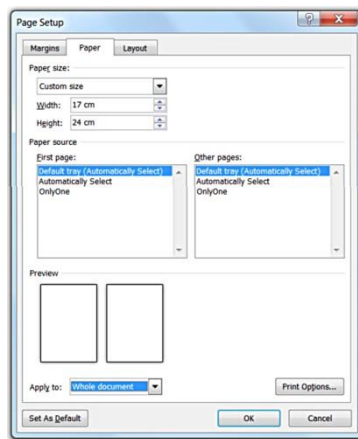 Page Setup
Margins Paper Layout
Paper size:
Custom size
Width: 17 cm
Height: 24 cm
Paper source
First page: Other pages:
Default tray (Automatically Select) Default tray (Automatically Select)
Automatically Select Automatically Select
OnlyOne OnlyOne
Preview
Apply to: Whole document Print Options...
Set As Default OK Cancel